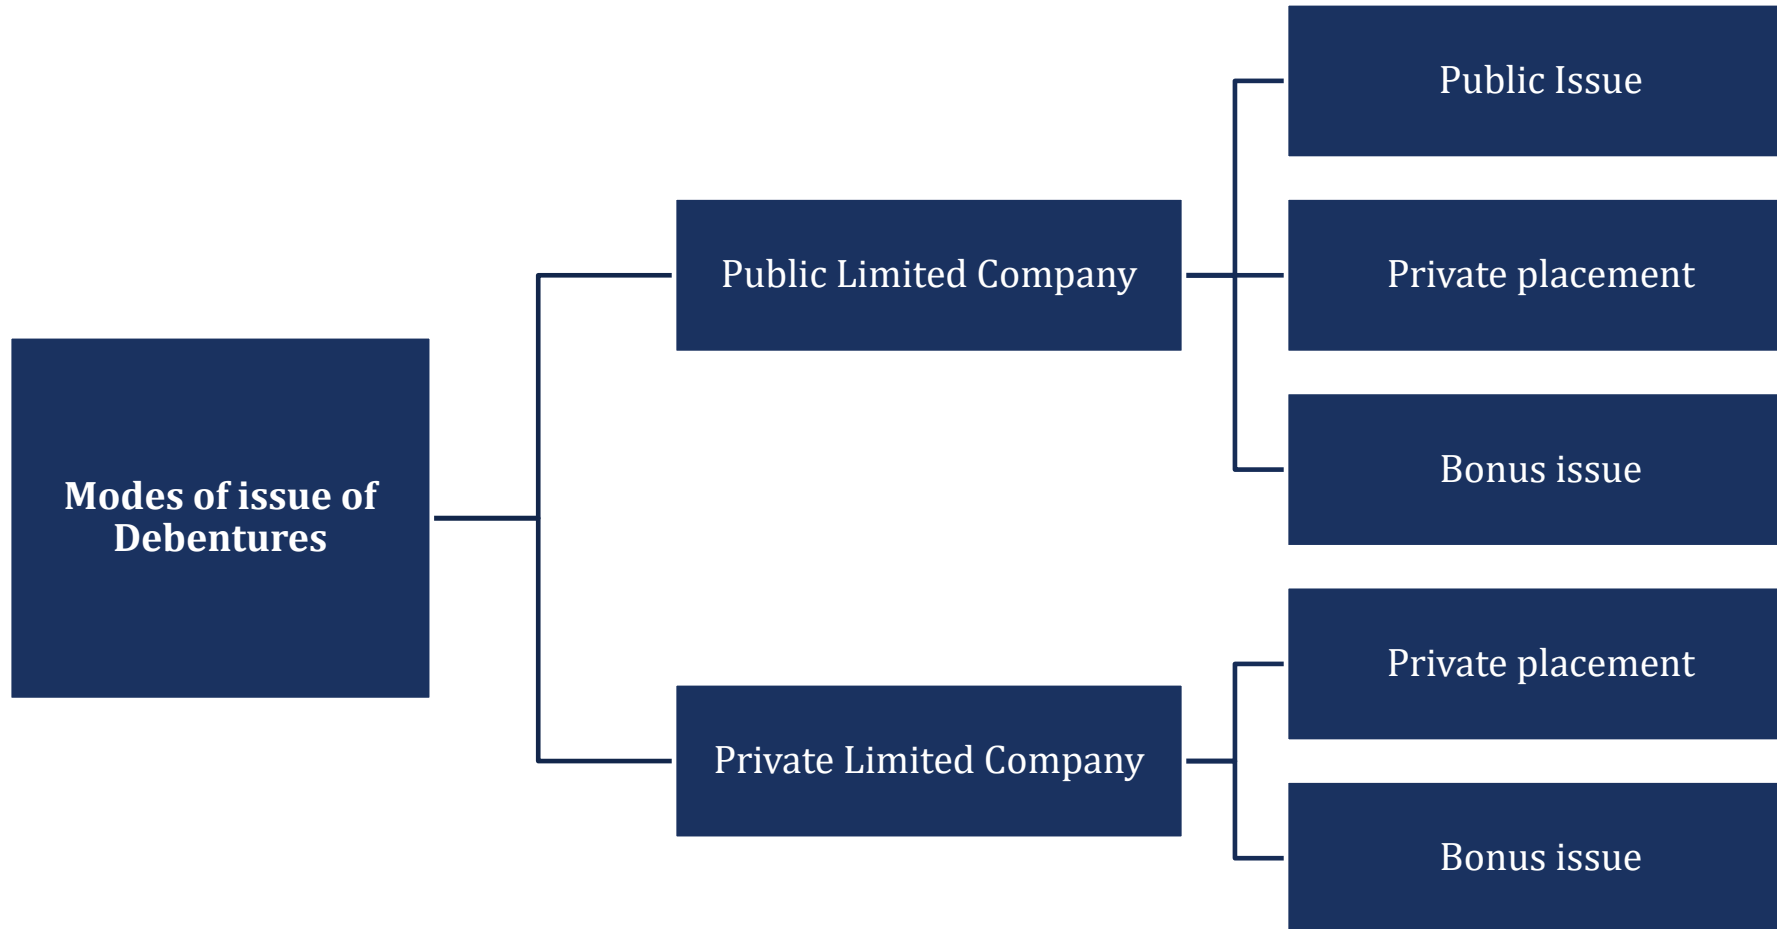 Modes of issue of
Debentures
Public Limited Company
Public Issue
Private placement
Bonus issue
Private Limited Company
Private placement
Bonus issue